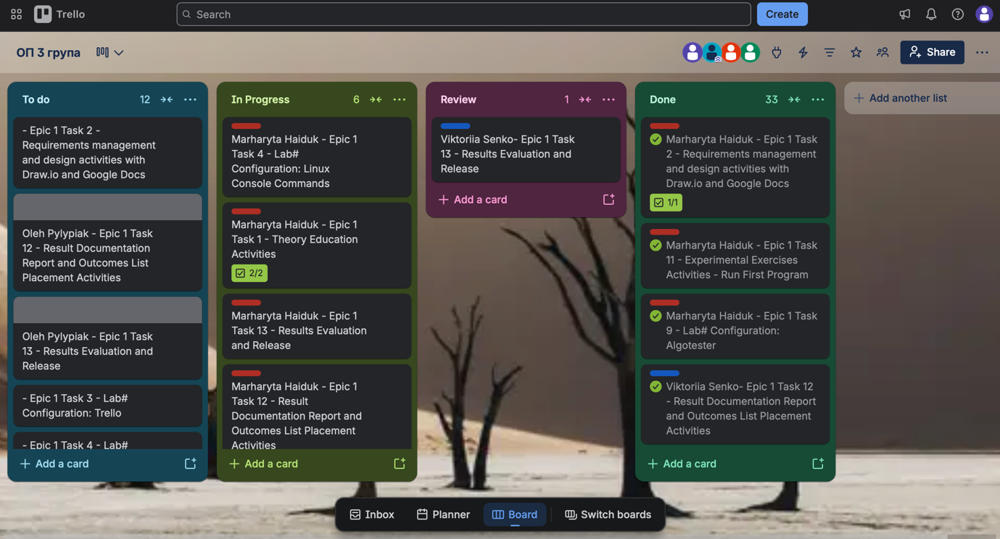 Trello
Search
Create
ОП 3 група
Share
To do 12
- Epic 1 Task 2 -
Requirements management
and design activities with
Draw.io and Google Docs
Oleh Pylypiak - Epic 1 Task
12 - Result Documentation
Report and Outcomes List
Placement Activities
Oleh Pylypiak - Epic 1 Task
13 - Results Evaluation and
Release
- Epic 1 Task 3 - Lab#
Configuration: Trello
- Epic 1 Task 4 - Lab#
Add a card
In Progress 6
Marharyta Haiduk - Epic 1
Task 4 - Lab#
Configuration: Linux
Console Commands
Marharyta Haiduk - Epic 1
Task 1 - Theory Education
Activities
2/2
Marharyta Haiduk - Epic 1
Task 13 - Results Evaluation
and Release
Marharyta Haiduk - Epic 1
Task 12 - Result
Documentation Report and
Outcomes List Placement
Activities
Add a card
Review 1
Viktoriia Senko- Epic 1 Task
13 - Results Evaluation and
Release
Add a card
Done 33
Marharyta Haiduk - Epic 1 Task
2 - Requirements management
and design activities with
Draw.io and Google Docs
1/1
Marharyta Haiduk - Epic 1 Task
11 - Experimental Exercises
Activities - Run First Program
Marharyta Haiduk - Epic 1 Task
9 - Lab# Configuration:
Algotester
Viktoriia Senko- Epic 1 Task 12
- Result Documentation Report
and Outcomes List Placement
Activities
Add a card
Add another list
Inbox
Planner
Board
Switch boards